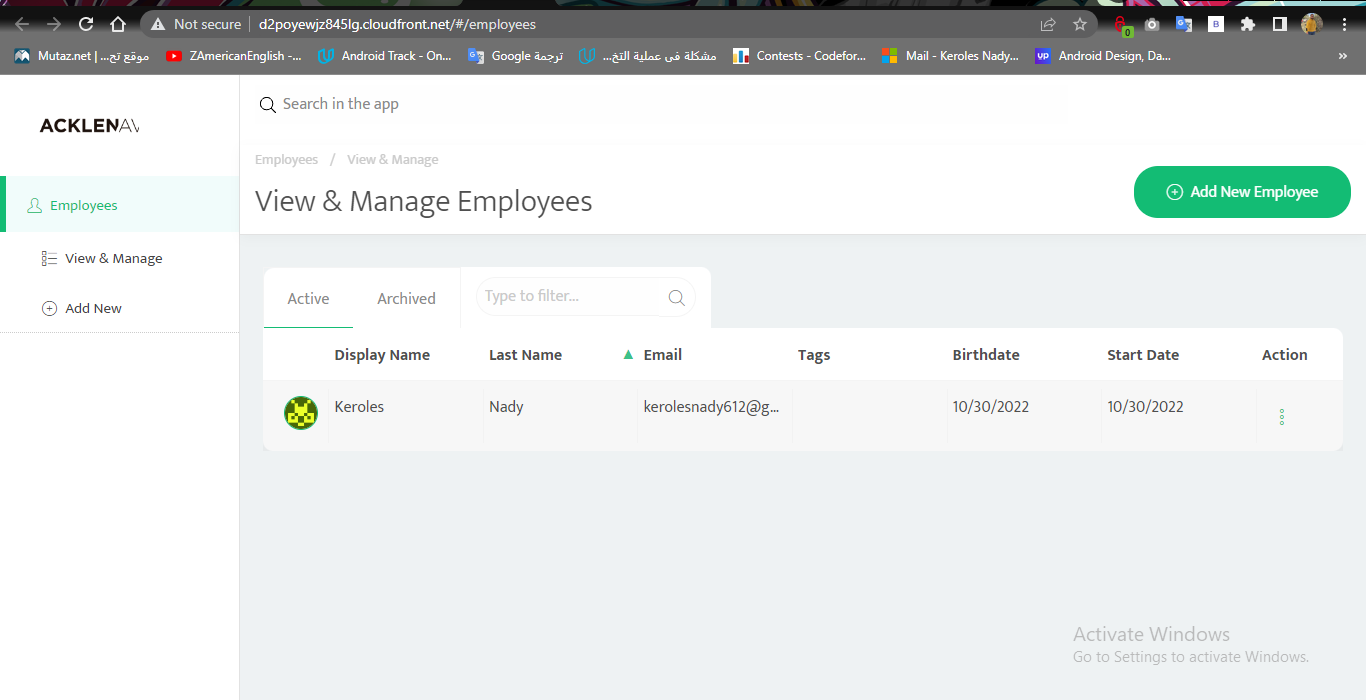 Not secure d2poyewjz845lg.cloudfront.net/#/employees
0 B
Mutaz.net | موقع تح... ZAmericanEnglish -... Android Track - On... Google ترجمة مشكلة فى عملية التخ... Contests - Codefor... Mail - Keroles Nady... UP Android Design, Da... »
ACKLENAV
Search in the app
Employees / View & Manage
View & Manage Employees
Add New Employee
Employees
View & Manage
Add New
Active Archived Type to filter...
Display Name Last Name Email Tags Birthdate Start Date Action
Keroles Nady kerolesnady612@g... 10/30/2022 10/30/2022
Activate Windows
Go to Settings to activate Windows.